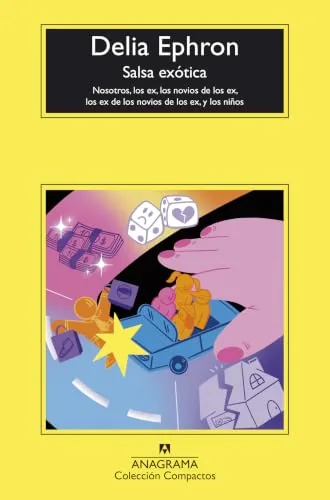 Delia Ephron
Salsa exótica
Nosotros, los ex, los novios de los ex,
los ex de los novios de los ex, y los niños
ANAGRAMA
Colección Compactos